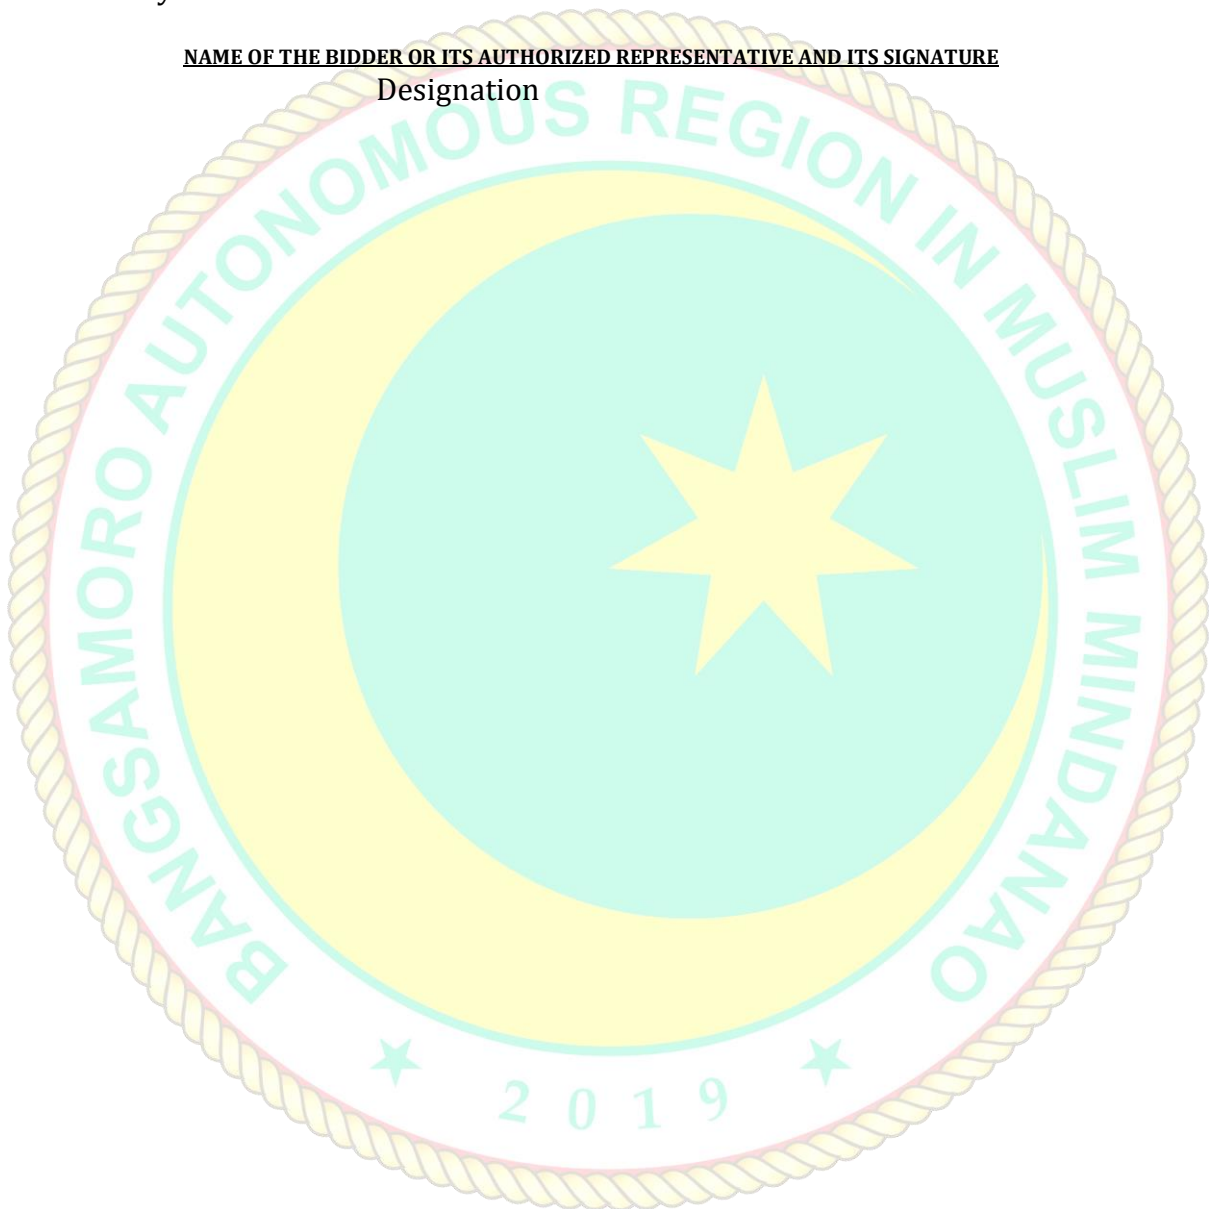 NAME OF THE BIDDER OR ITS AUTHORIZED REPRESENTATIVE AND ITS SIGNATURE
Designation
BANGSAMORO AUTONOMOUS REGION IN MUSLIM MINDANAO
2019